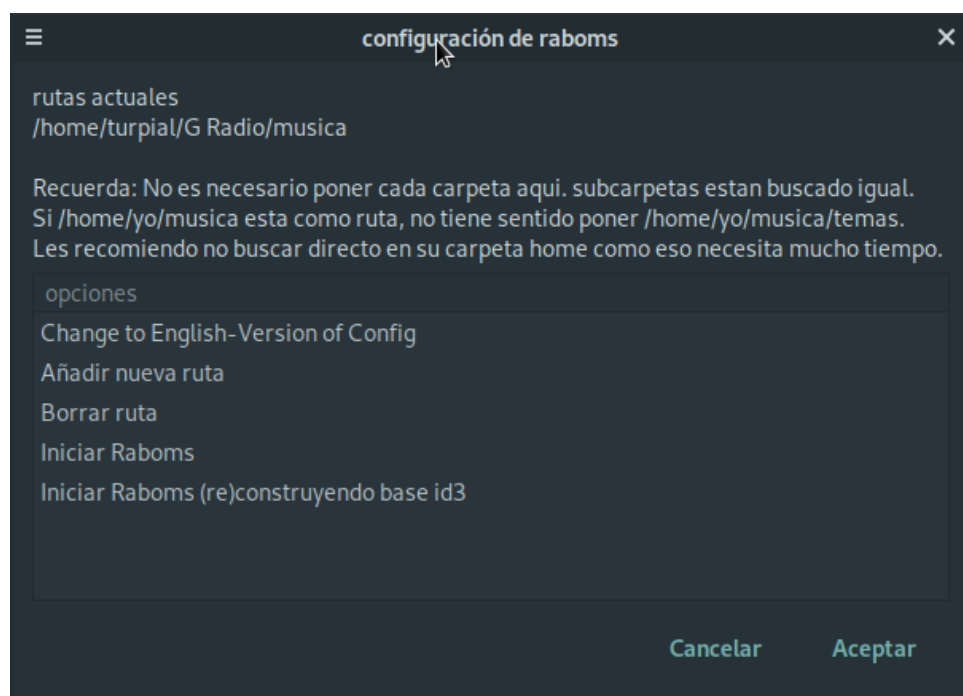 configuración de raboms
rutas actuales
/home/turpial/G Radio/musica
Recuerda: No es necesario poner cada carpeta aqui. subcarpetas estan buscado igual.
Si /home/yo/musica esta como ruta, no tiene sentido poner /home/yo/musica/temas.
Les recomiendo no buscar directo en su carpeta home como eso necesita mucho tiempo.
opciones
Change to English-Version of Config
Añadir nueva ruta
Borrar ruta
Iniciar Raboms
Iniciar Raboms (re)construyendo base id3
Cancelar
Aceptar